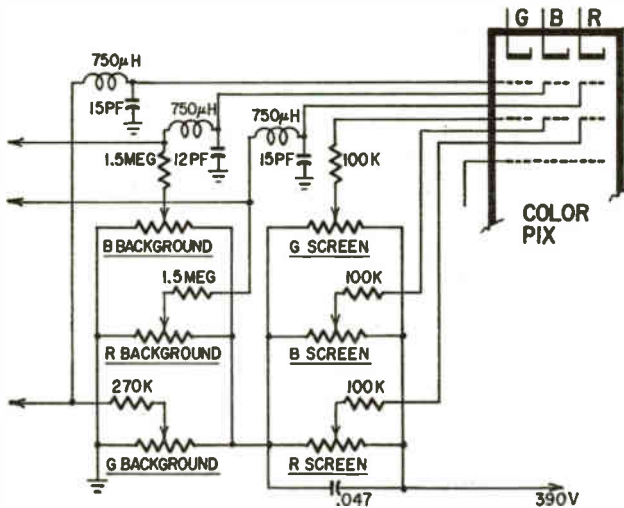 G B R
750μH
15PF
750μH
12PF
750μH
15PF
1.5MEG
100K
COLOR
PIX
B BACKGROUND
G SCREEN
1.5MEG
100K
R BACKGROUND
B SCREEN
270K
100K
G BACKGROUND
R SCREEN
.047
390V